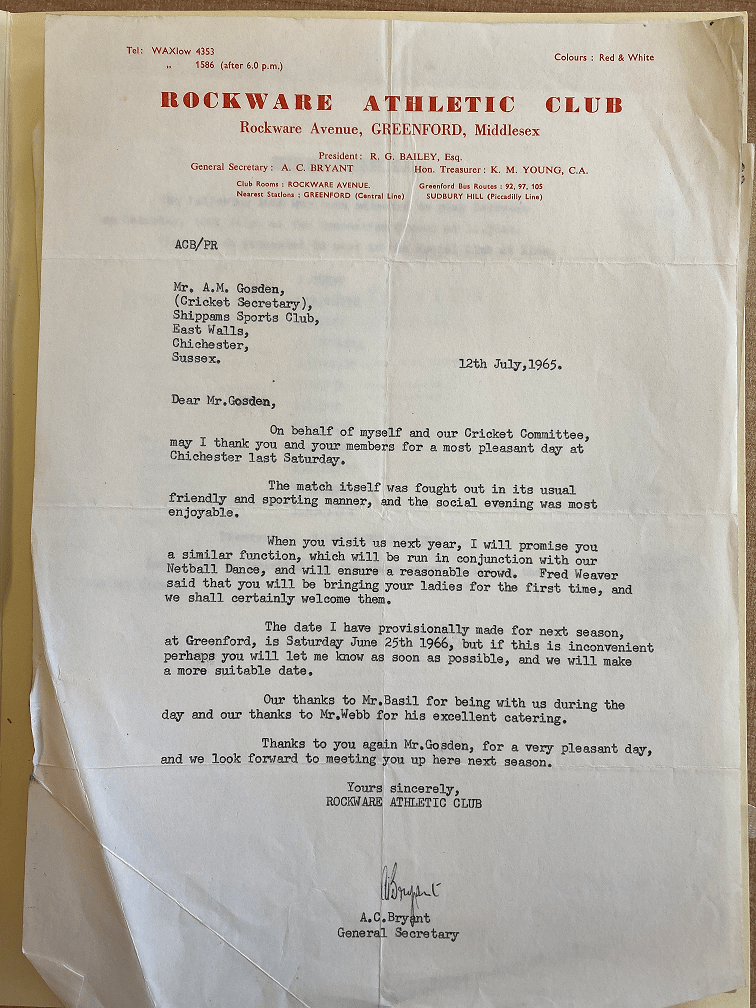 Tel: WAXlow 4353
Colours : Red & White
„ 1586 (after 6.0 p.m.)
ROCKWARE ATHLETIC CLUB
Rockware Avenue, GREENFORD, Middlesex
President: R. G. BAILEY, Esq.
General Secretary: A. C. BRYANT Hon. Treasurer: K. M. YOUNG, C.A.
Club Rooms : ROCKWARE AVENUE. Greenford Bus Routes : 92, 97, 105
Nearest Stations ; GREENFORD (Central Line) SUDBURY HILL (Piccadilly Line)
ACB/PR
Mr. A.M. Gosden,
(Cricket Secretary),
Shippams Sports Club,
East Walls,
Chichester,
Sussex.
12th July,1965.
Dear Mr.Gosden,
On behalf of myself and our Cricket Committee,
may I thank you and your members for a most pleasant day at
Chichester last Saturday.
The match itself was fought out in its usual
friendly and sporting manner, and the social evening was most
enjoyable.
When you visit us next year, I will promise you
a similar function, which will be run in conjunction with our
Netball Dance, and will ensure a reasonable crowd. Fred Weaver
said that you will be bringing your ladies for the first time, and
we shall certainly welcome them.
The date I have provisionally made for next season,
at Greenford, is Saturday June 25th 1966, but if this is inconvenient
perhaps you will let me know as soon as possible, and we will make
a more suitable date.
Our thanks to Mr.Basil for being with us during the
day and our thanks to Mr.Webb for his excellent catering.
Thanks to you again Mr.Gosden, for a very pleasant day,
and we look forward to meeting you up here next season.
Yours sincerely,
ROCKWARE ATHLETIC CLUB
A Bryant
A.C.Bryant
General Secretary